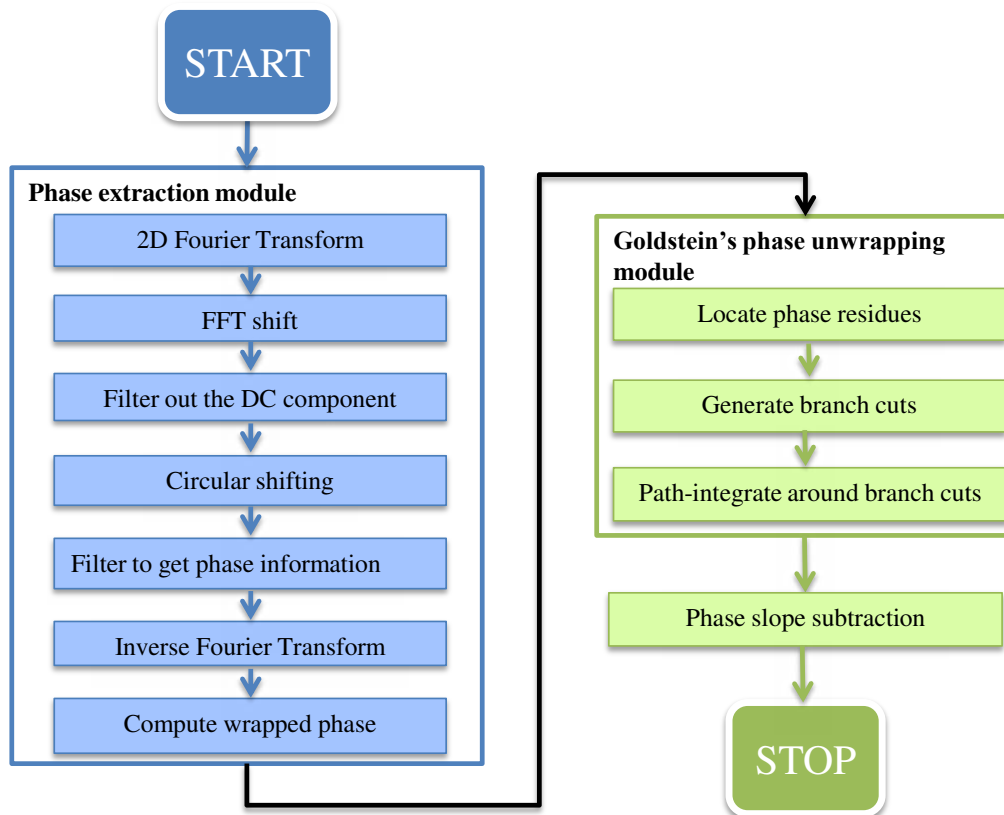 START
Phase extraction module
2D Fourier Transform
FFT shift
Filter out the DC component
Circular shifting
Filter to get phase information
Inverse Fourier Transform
Compute wrapped phase
Goldstein’s phase unwrapping
module
Locate phase residues
Generate branch cuts
Path-integrate around branch cuts
Phase slope subtraction
STOP